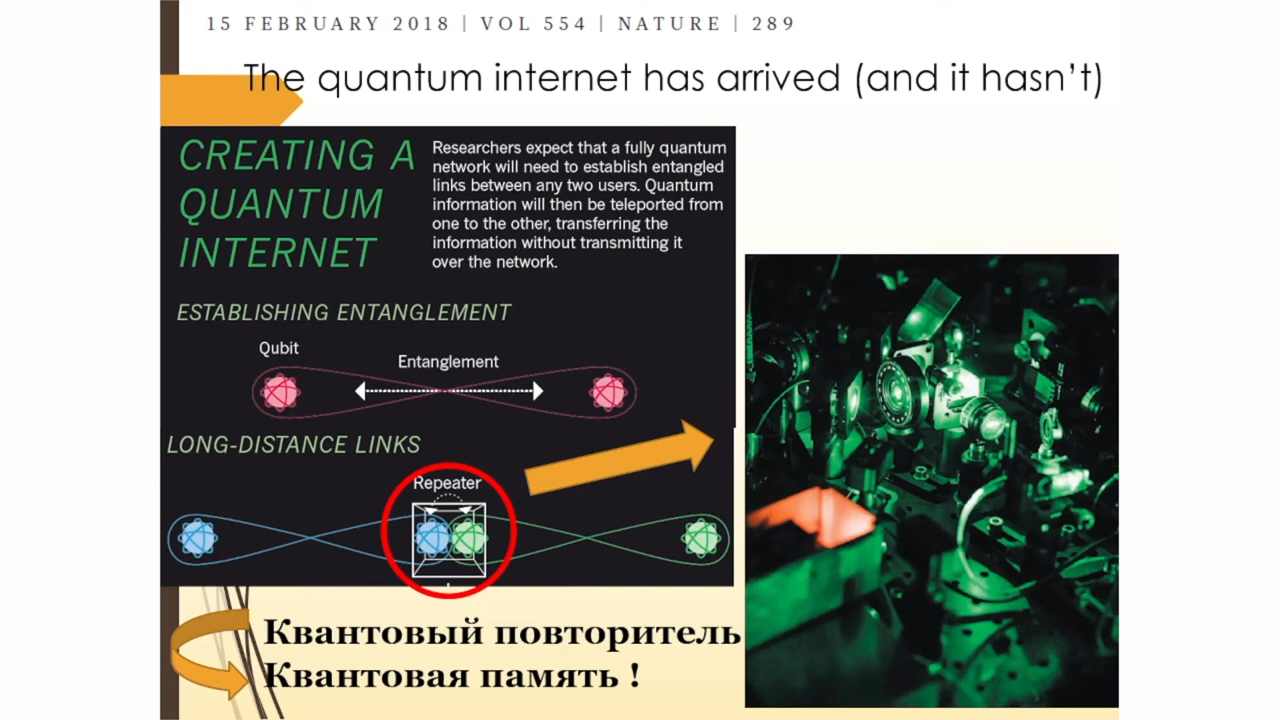 15 FEBRUARY 2018 | VOL 554 | NATURE | 289
The quantum internet has arrived (and it hasn't)
CREATING A
QUANTUM
INTERNET
Researchers expect that a fully quantum
network will need to establish entangled
links between any two users. Quantum
information will then be teleported from
one to the other, transferring the
information without transmitting it
over the network.
ESTABLISHING ENTANGLEMENT
Qubit
Entanglement
LONG-DISTANCE LINKS
Repeater
Квантовый повторитель
Квантовая память !